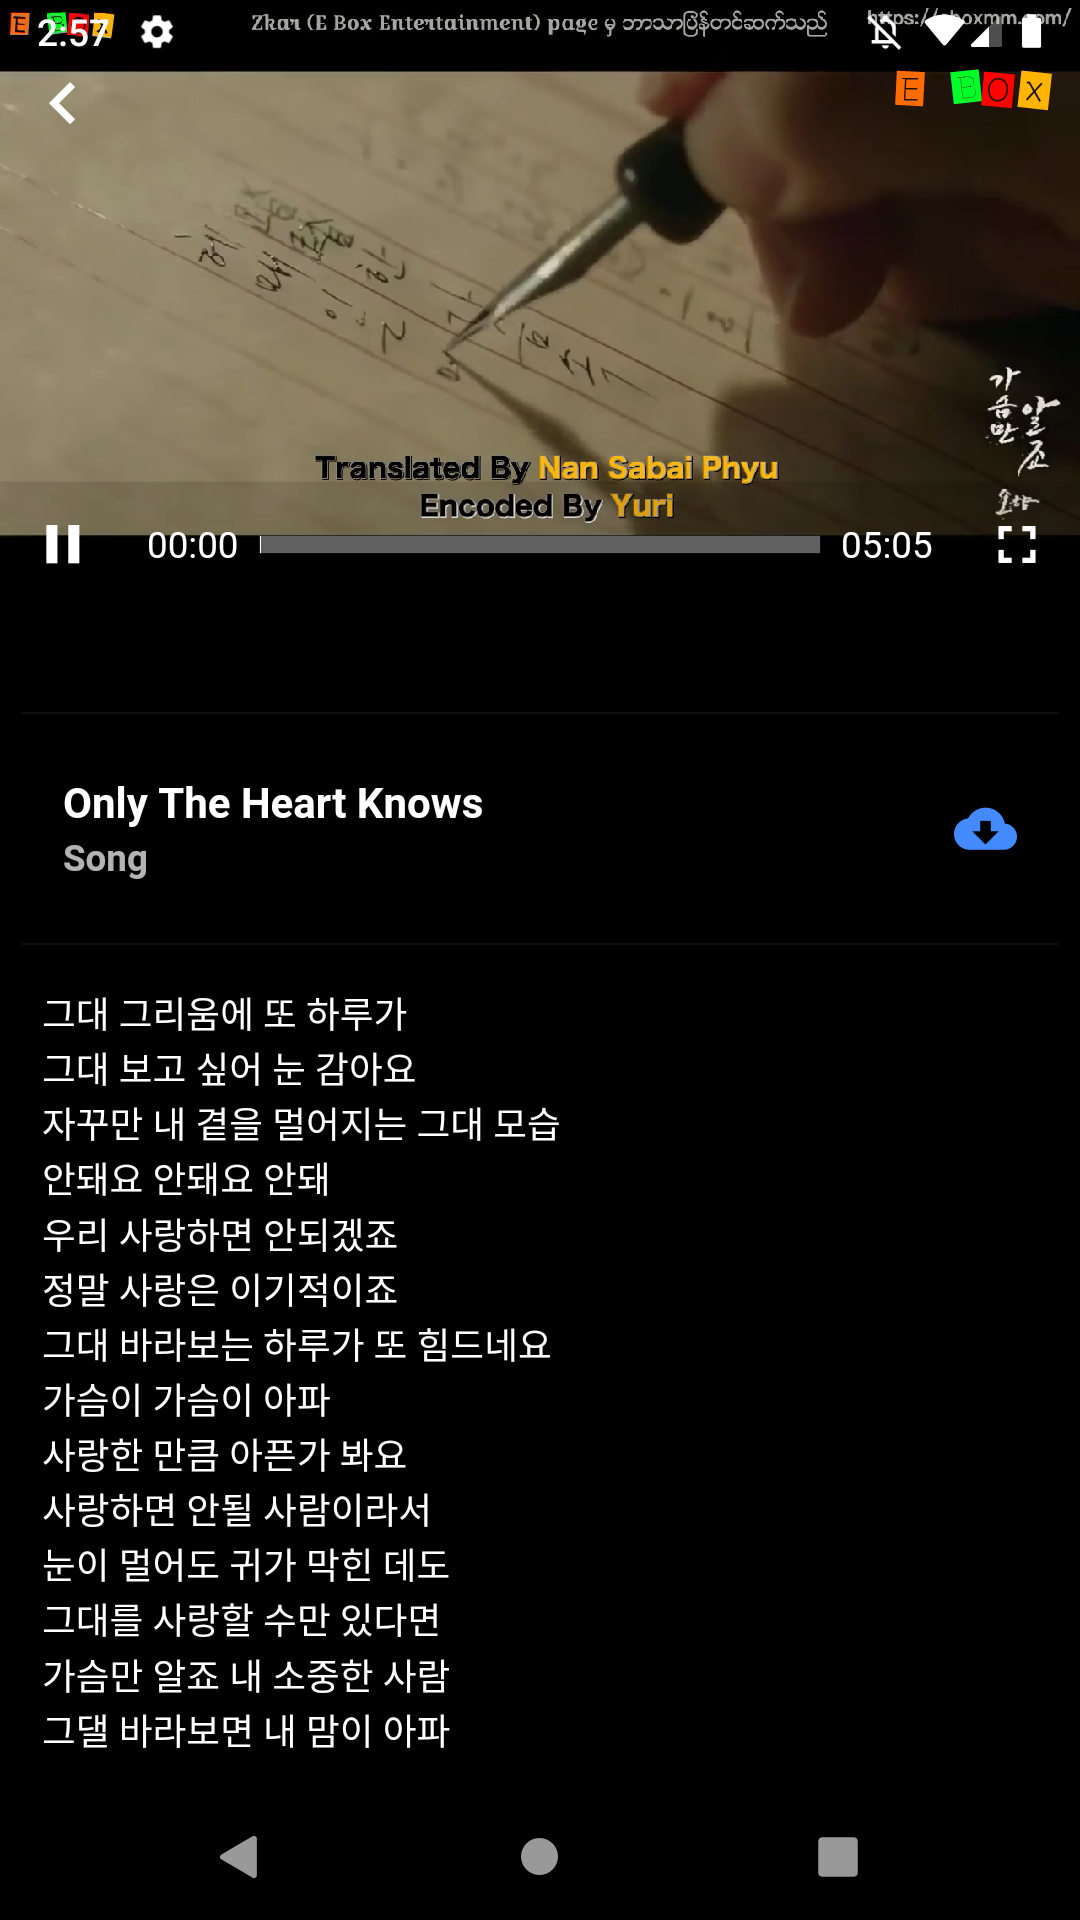 Zkar (E Box Entertainment) page မှ ဘာသာပြန်တင်ဆက်သည်
2:57
E BOX
가슴만 알죠
Translated By Nan Sabai Phyu
Encoded By Yuri
00:00
05:05
Only The Heart Knows
Song
그대 그리움에 또 하루가
그대 보고 싶어 눈 감아요
자꾸만 내 곁을 멀어지는 그대 모습
안돼요 안돼요 안돼
우리 사랑하면 안되겠죠
정말 사랑은 이기적이죠
그대 바라보는 하루가 또 힘드네요
가슴이 가슴이 아파
사랑한 만큼 아픈가 봐요
사랑하면 안될 사람이라서
눈이 멀어도 귀가 막힌 데도
그대를 사랑할 수만 있다면
가슴만 알죠 내 소중한 사람
그댈 바라보면 내 맘이 아파